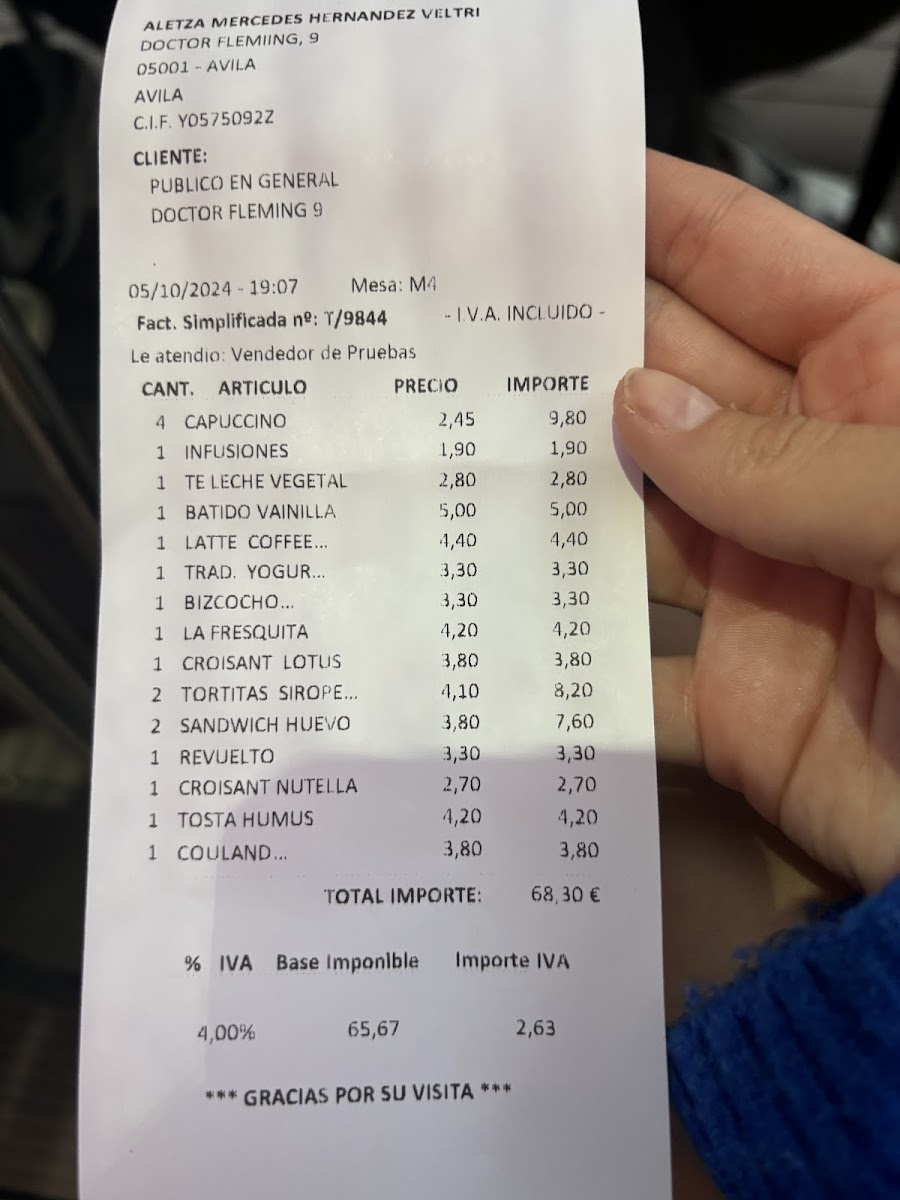 ALETZA MERCEDES HERNANDEZ VELTRI
DOCTOR FLEMIING, 9
05001 - AVILA
AVILA
C.I.F. Y0575092Z
CLIENTE:
PUBLICO EN GENERAL
DOCTOR FLEMING 9
.
05/10/2024 - 19:07 Mesa: M4
Fact. Simplificada nº: T/9844 - I.V.A. INCLUIDO -
Le atendio: Vendedor de Pruebas
CANT. ARTICULO PRECIO IMPORTE
4 CAPUCCINO 2,45 9,80
1 INFUSIONES 1,90 1,90
1 TE LECHE VEGETAL 2,80 2,80
1 BATIDO VAINILLA 5,00 5,00
1 LATTE COFFEE... 4,40 4,40
1 TRAD. YOGUR... 3,30 3,30
1 BIZCOCHO... 3,30 3,30
1 LA FRESQUITA 4,20 4,20
1 CROISANT LOTUS 3,80 3,80
2 TORTITAS SIROPE... 4,10 8,20
2 SANDWICH HUEVO 3,80 7,60
1 REVUELTO 3,30 3,30
1 CROISANT NUTELLA 2,70 2,70
1 TOSTA HUMUS 4,20 4,20
1 COULAND... 3,80 3,80
TOTAL IMPORTE: 68,30 €
% IVA Base Imponible Importe IVA
4,00% 65,67 2,63
*** GRACIAS POR SU VISITA ***